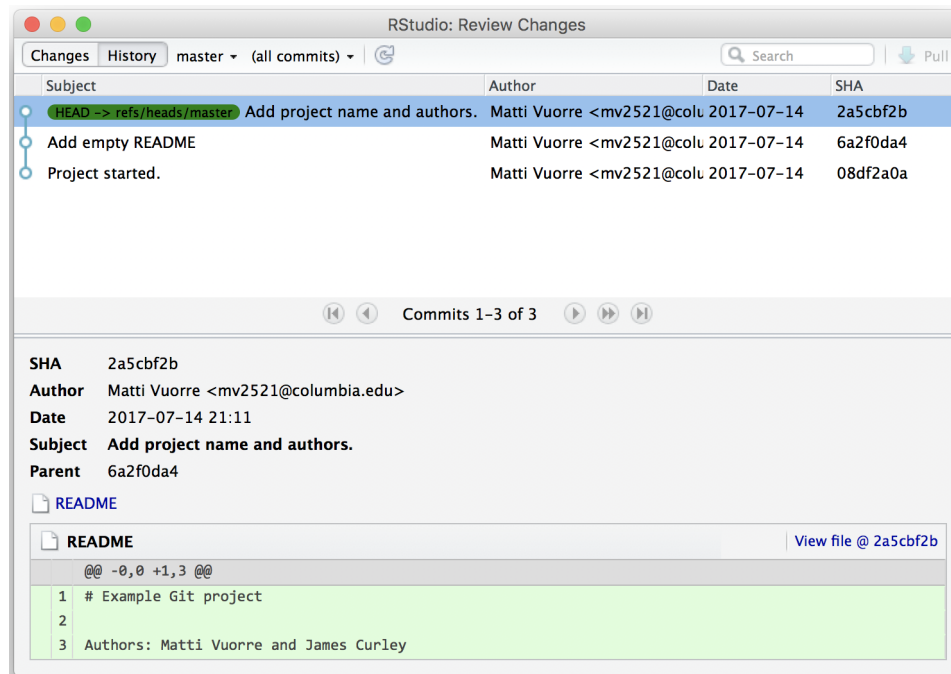 RStudio: Review Changes
Changes History master (all commits) Search Pull
Subject Author Date SHA
HEAD -> refs/heads/master Add project name and authors. Matti Vuorre <mv2521@colu 2017-07-14 2a5cbf2b
Add empty README Matti Vuorre <mv2521@colu 2017-07-14 6a2f0da4
Project started. Matti Vuorre <mv2521@colu 2017-07-14 08df2a0a
Commits 1-3 of 3
SHA 2a5cbf2b
Author Matti Vuorre <mv2521@columbia.edu>
Date 2017-07-14 21:11
Subject Add project name and authors.
Parent 6a2f0da4
README
README View file @ 2a5cbf2b
@@ -0,0 +1,3 @@
1 # Example Git project
2
3 Authors: Matti Vuorre and James Curley